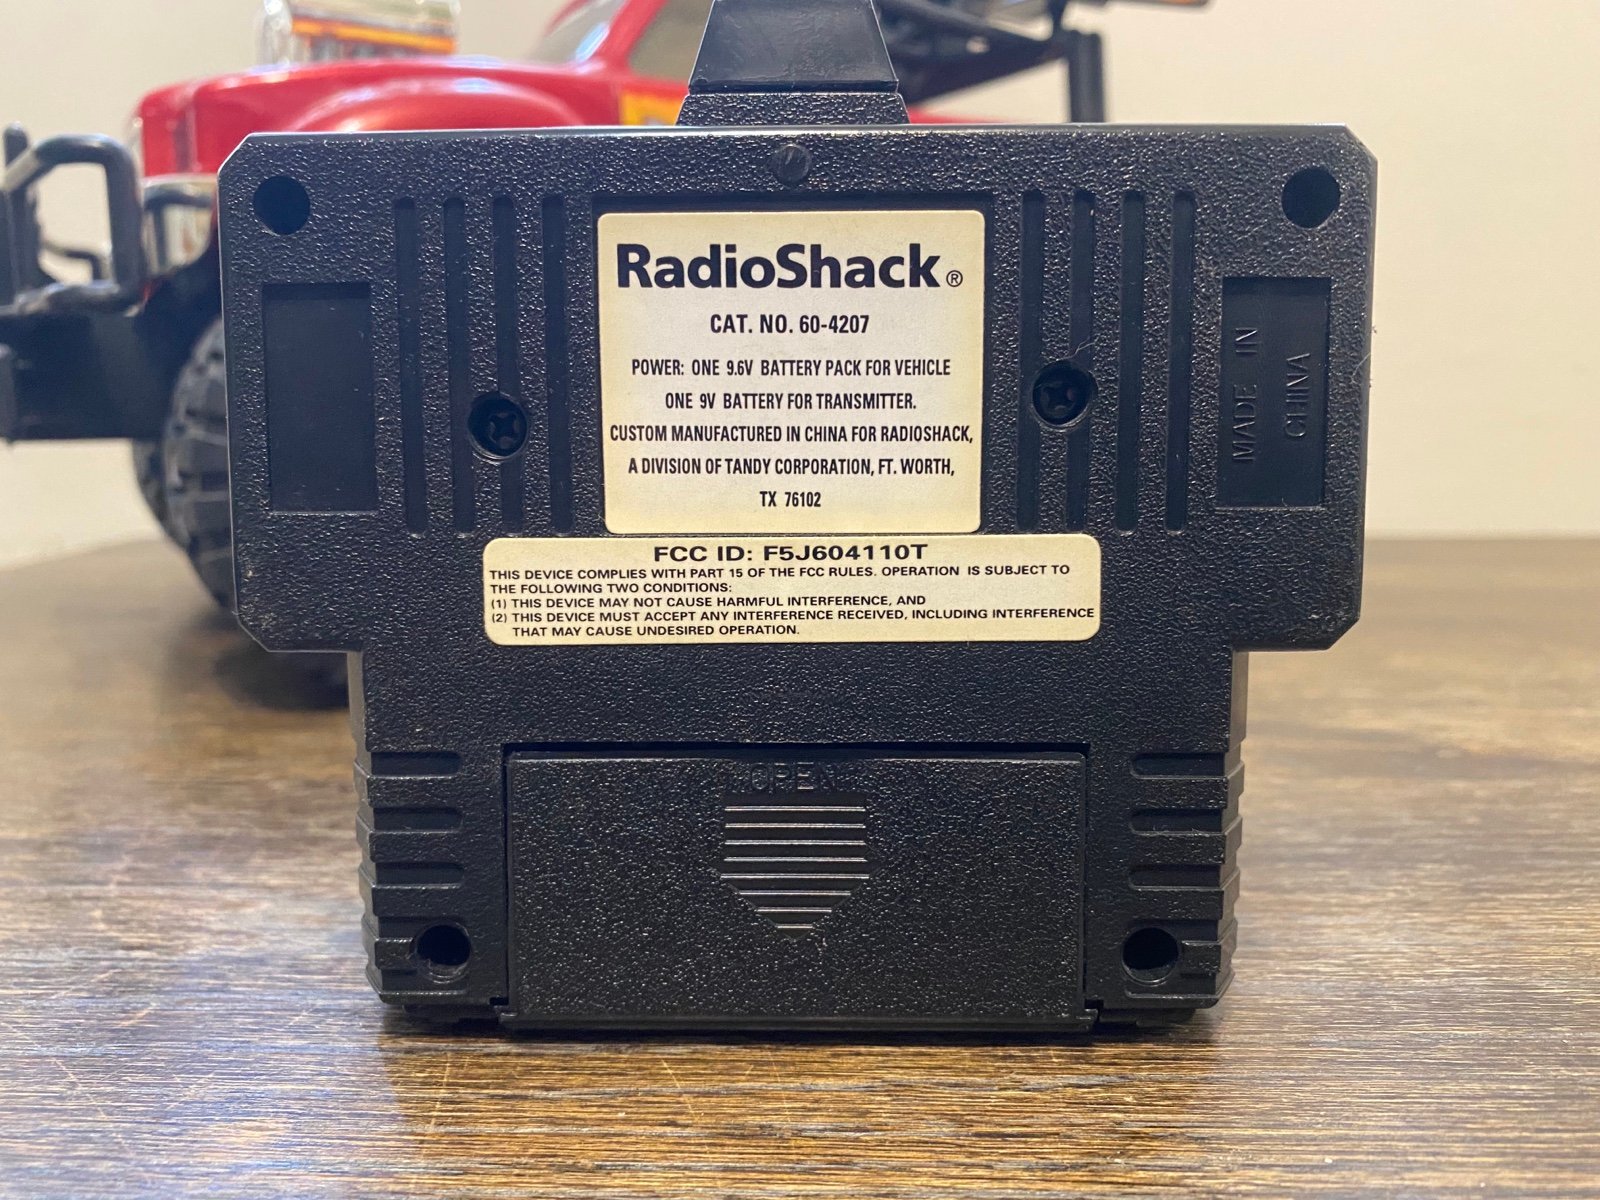 RadioShack®
CAT. NO. 60-4207
POWER: ONE 9.6V BATTERY PACK FOR VEHICLE
ONE 9V BATTERY FOR TRANSMITTER.
CUSTOM MANUFACTURED IN CHINA FOR RADIOSHACK,
A DIVISION OF TANDY CORPORATION, FT. WORTH,
TX 76102
MADE IN
CHINA
FCC ID: F5J604110T
THIS DEVICE COMPLIES WITH PART 15 OF THE FCC RULES. OPERATION IS SUBJECT TO
THE FOLLOWING TWO CONDITIONS:
(1) THIS DEVICE MAY NOT CAUSE HARMFUL INTERFERENCE, AND
(2) THIS DEVICE MUST ACCEPT ANY INTERFERENCE RECEIVED, INCLUDING INTERFERENCE
THAT MAY CAUSE UNDESIRED OPERATION.
OPEN